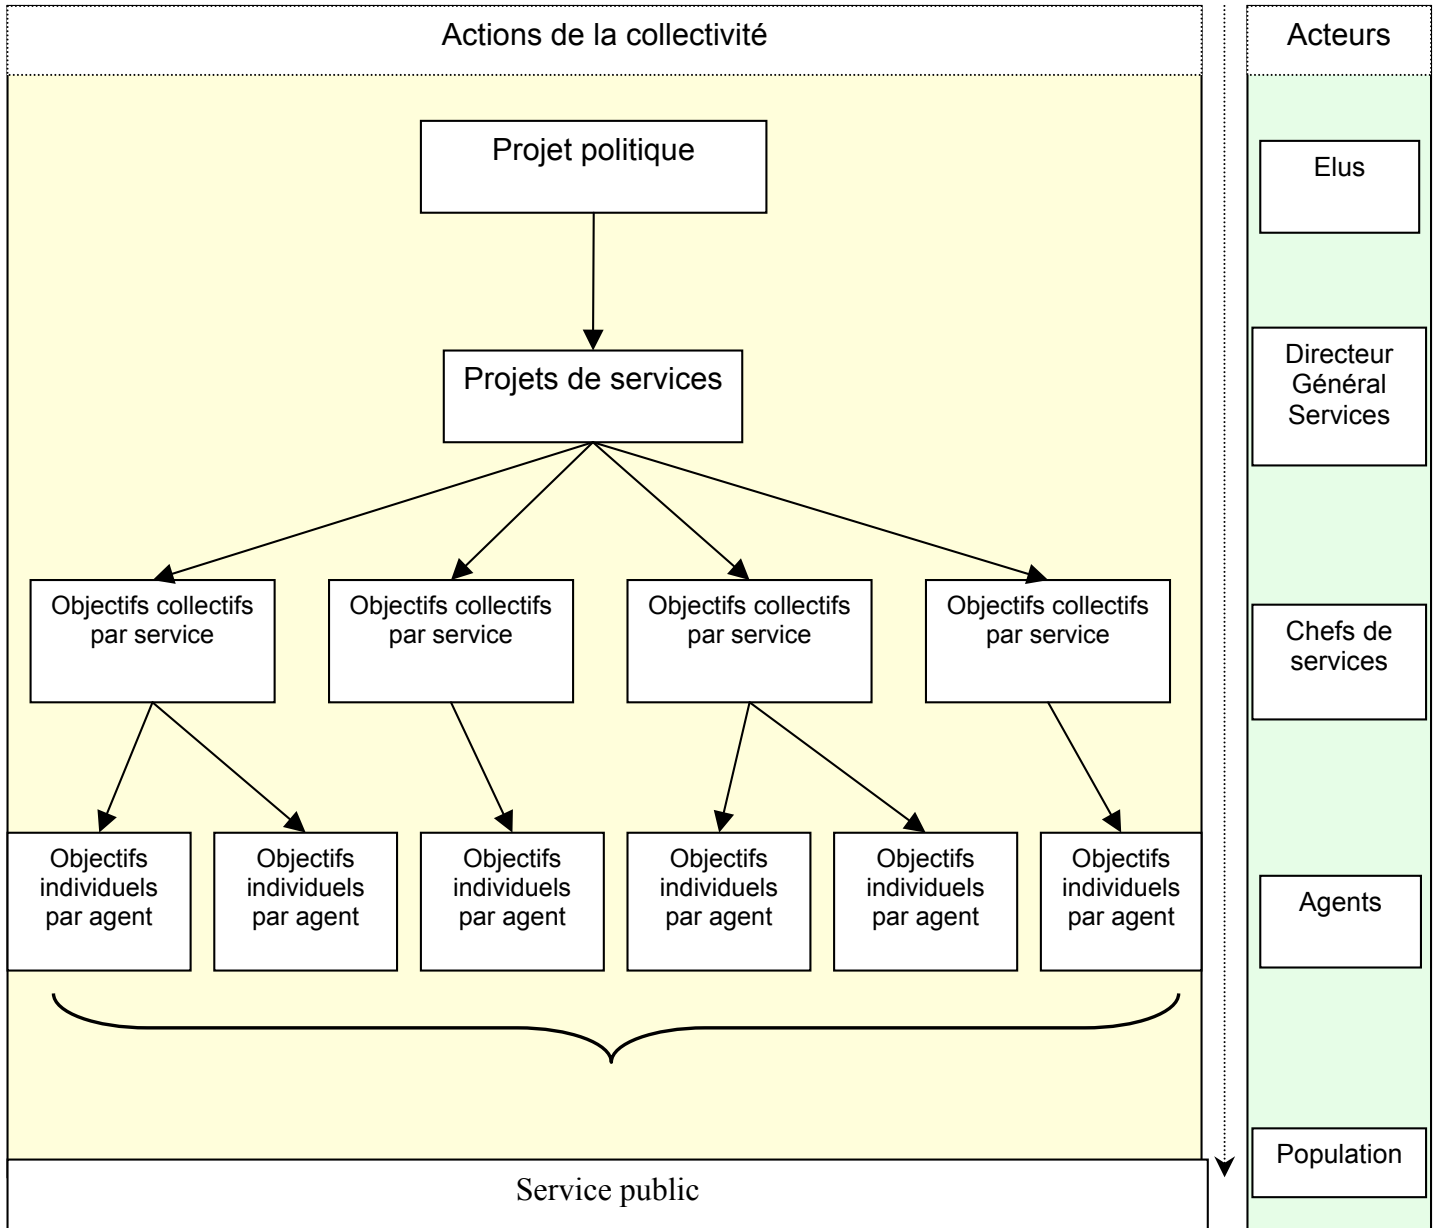 Actions de la collectivité
Acteurs
Projet politique
Elus
Projets de services
Directeur
Général
Services
Objectifs collectifs
par service
Objectifs collectifs
par service
Objectifs collectifs
par service
Objectifs collectifs
par service
Chefs de
services
Objectifs
individuels
par agent
Objectifs
individuels
par agent
Objectifs
individuels
par agent
Objectifs
individuels
par agent
Objectifs
individuels
par agent
Objectifs
individuels
par agent
Agents
Population
Service public